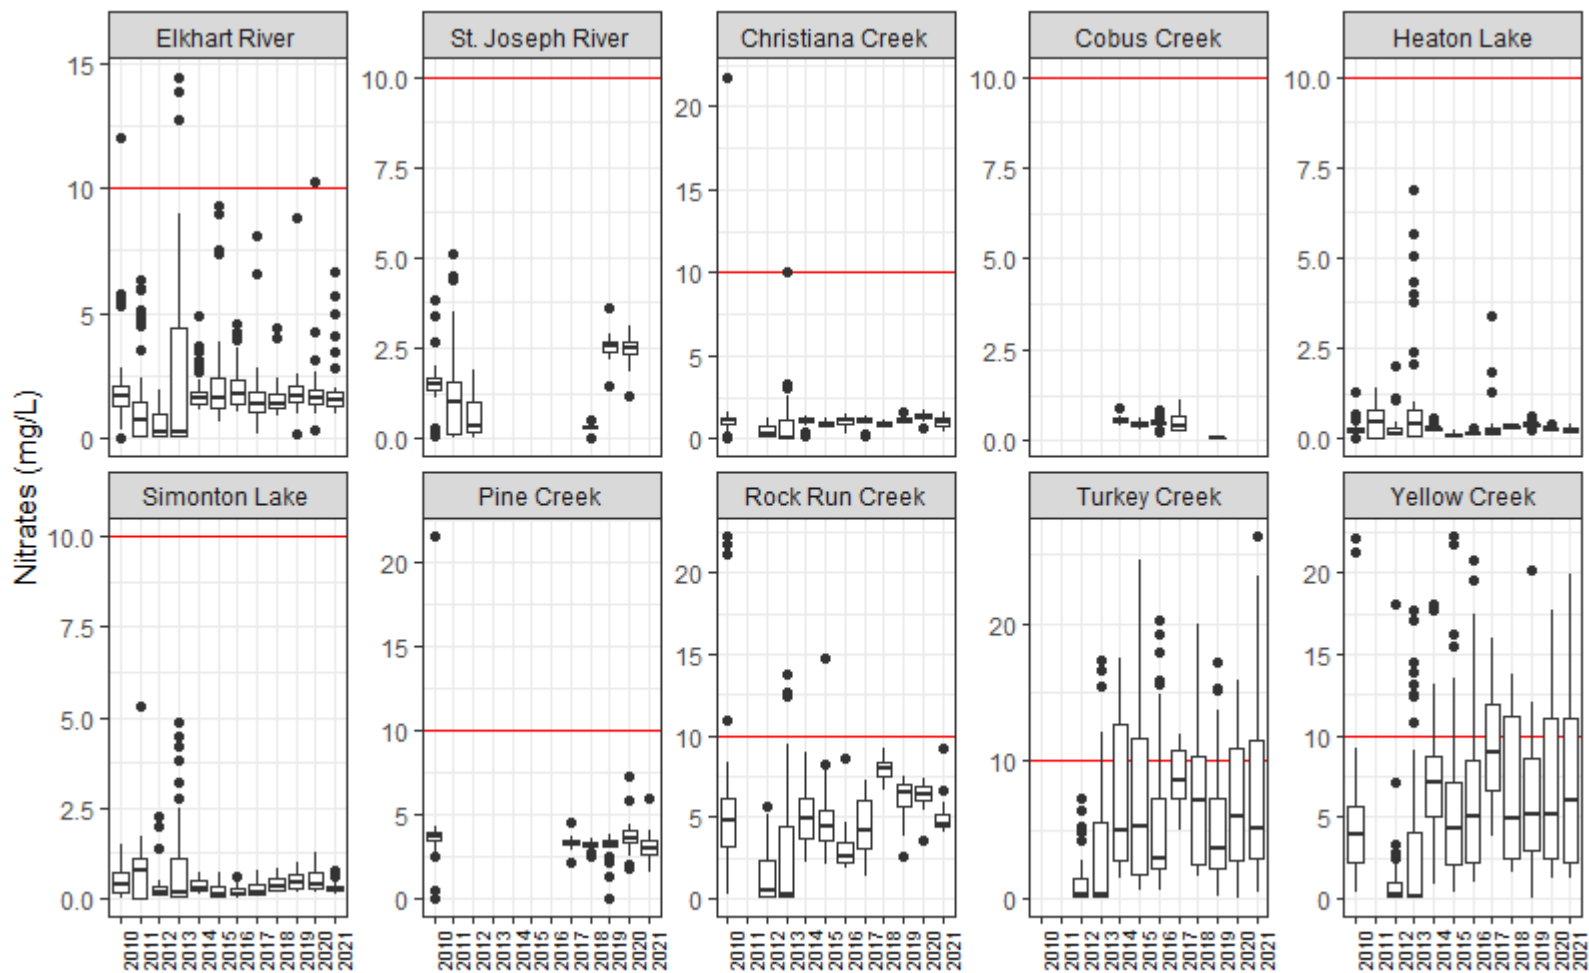 Elkhart River St. Joseph River Christiana Creek Cobus Creek Heaton Lake
15 10 5 0
10.0 7.5 5.0 2.5 0.0
20 15 10 5 0
10.0 7.5 5.0 2.5 0.0
10.0 7.5 5.0 2.5 0.0
Nitrates (mg/L)
Simonton Lake Pine Creek Rock Run Creek Turkey Creek Yellow Creek
10.0 7.5 5.0 2.5 0.0
20 15 10 5 0
20 15 10 5 0
20 10 0
20 15 10 5 0
2010 2011 2012 2013 2014 2015 2016 2017 2018 2019 2020 2021
2010 2011 2012 2013 2014 2015 2016 2017 2018 2019 2020 2021
2010 2011 2012 2013 2014 2015 2016 2017 2018 2019 2020 2021
2010 2011 2012 2013 2014 2015 2016 2017 2018 2019 2020 2021
2010 2011 2012 2013 2014 2015 2016 2017 2018 2019 2020 2021